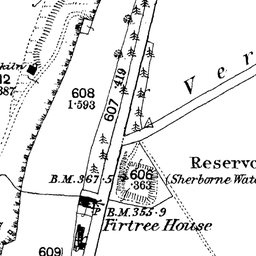 kiln
12
387
608
1·593
607
419
Ver
Reservo
(Sherborne Wate
606
·363
B.M.367·5
P
B.M.353·9
Firtree House
609